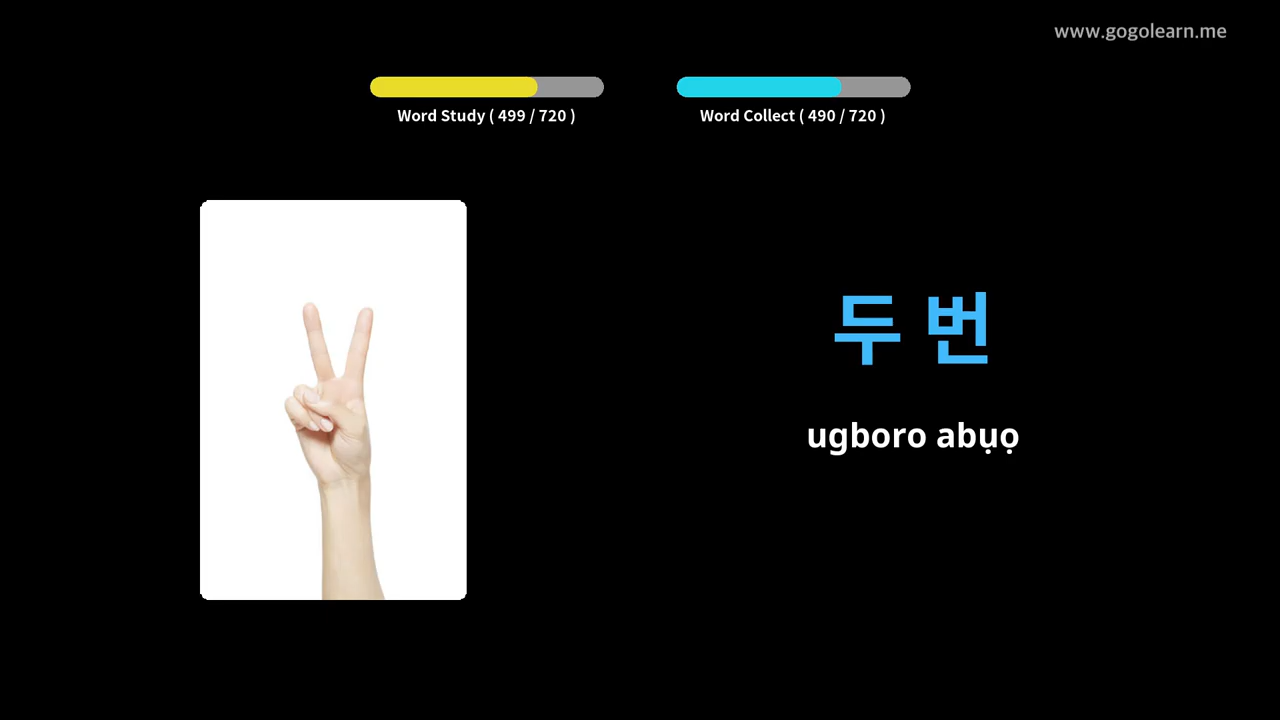 www.gogolearn.me
Word Study ( 499 / 720 )
Word Collect ( 490 / 720 )
두 번
ugboro abụọ